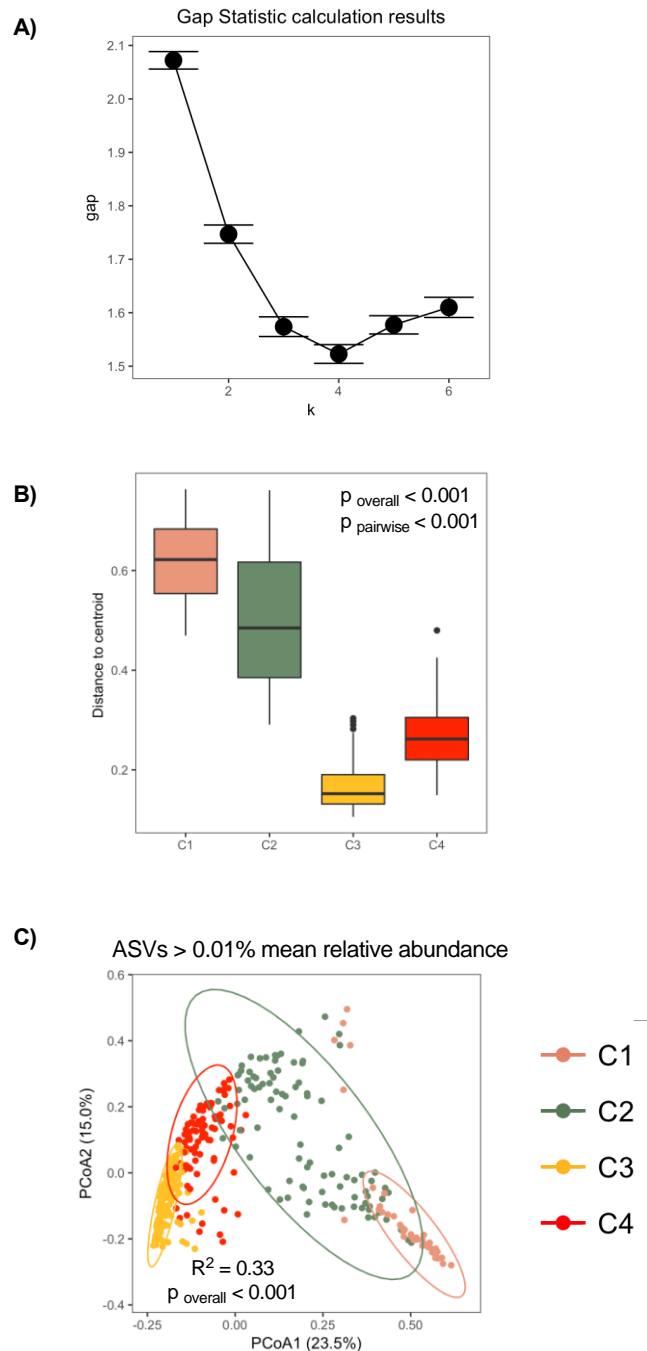 A)
Gap Statistic calculation results
2.1
2.0
1.9
1.8
1.7
1.6
1.5
gap
2
4
6
k
B)
p overall < 0.001
p pairwise < 0.001
0.6
0.4
0.2
Distance to centroid
C1
C2
C3
C4
C)
ASVs > 0.01% mean relative abundance
0.6
0.4
0.2
0.0
-0.2
-0.4
PCoA2 (15.0%)
R² = 0.33
p overall < 0.001
-0.25
0.00
0.25
0.50
PCoA1 (23.5%)
C1
C2
C3
C4